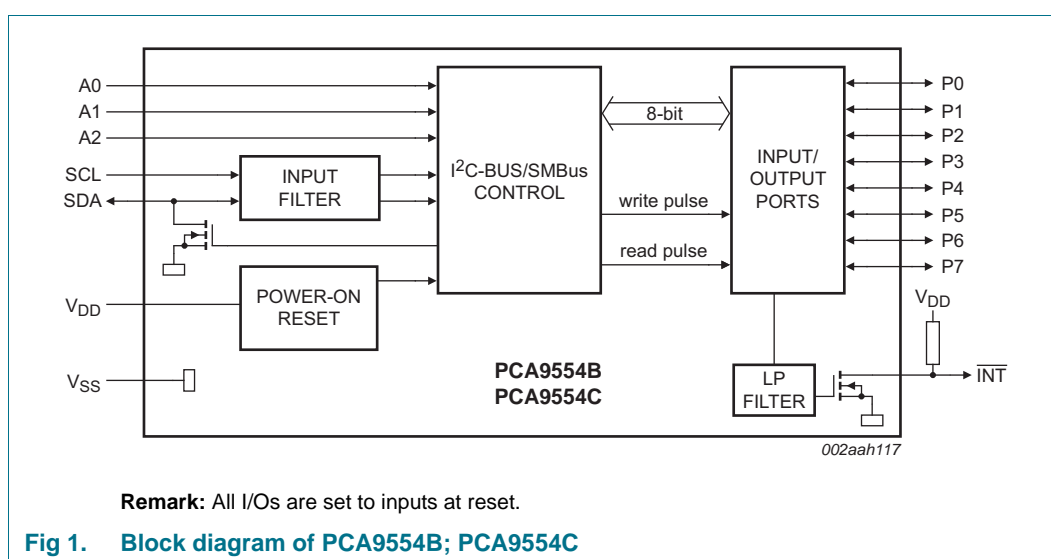 A0
A1
A2
SCL
SDA
VDD
VSS
INPUT
FILTER
POWER-ON
RESET
I2C-BUS/SMBus
CONTROL
8-bit
write pulse
read pulse
INPUT/
OUTPUT
PORTS
P0
P1
P2
P3
P4
P5
P6
P7
VDD
INT
LP
FILTER
PCA9554B
PCA9554C
002aah117
Remark: All I/Os are set to inputs at reset.
Fig 1. Block diagram of PCA9554B; PCA9554C